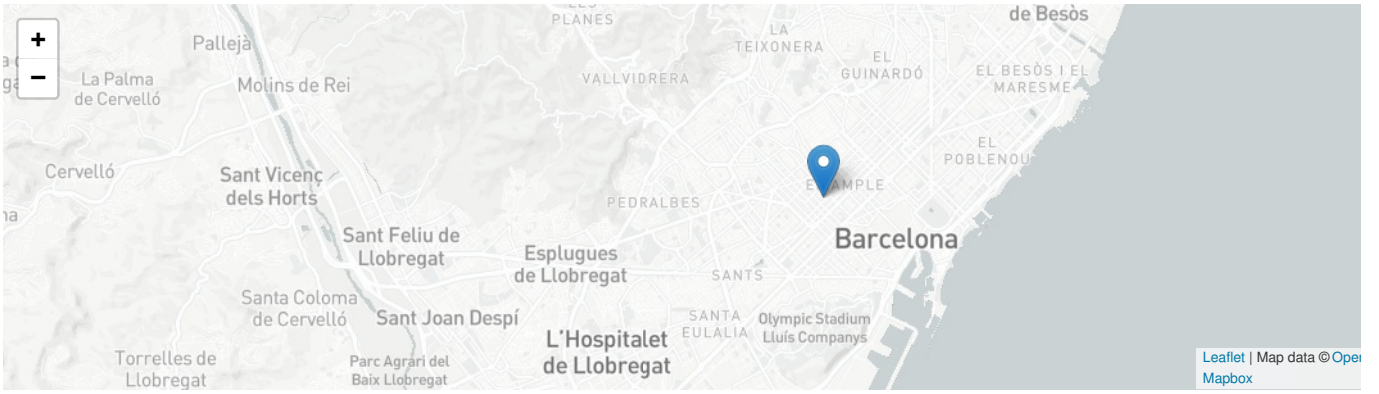 +
−
LES
PLANES
de Besòs
Pallejà
LA
TEIXONERA
EL
GUINARDÓ
La Palma
de Cervelló
Molins de Rei
VALLVIDRERA
EL BESÒS I EL
MARESME
EL
POBLENOU
Cervelló
Sant Vicenç
dels Horts
PEDRALBES
Barcelona
Sant Feliu de
Llobregat
Esplugues
de Llobregat
SANTS
Santa Coloma
de Cervelló
Sant Joan Despí
SANTA
EULÀLIA
Olympic Stadium
Lluís Companys
L'Hospitalet
de Llobregat
Torrelles de
Llobregat
Parc Agrari del
Baix Llobregat
Leaflet | Map data © Open
Mapbox